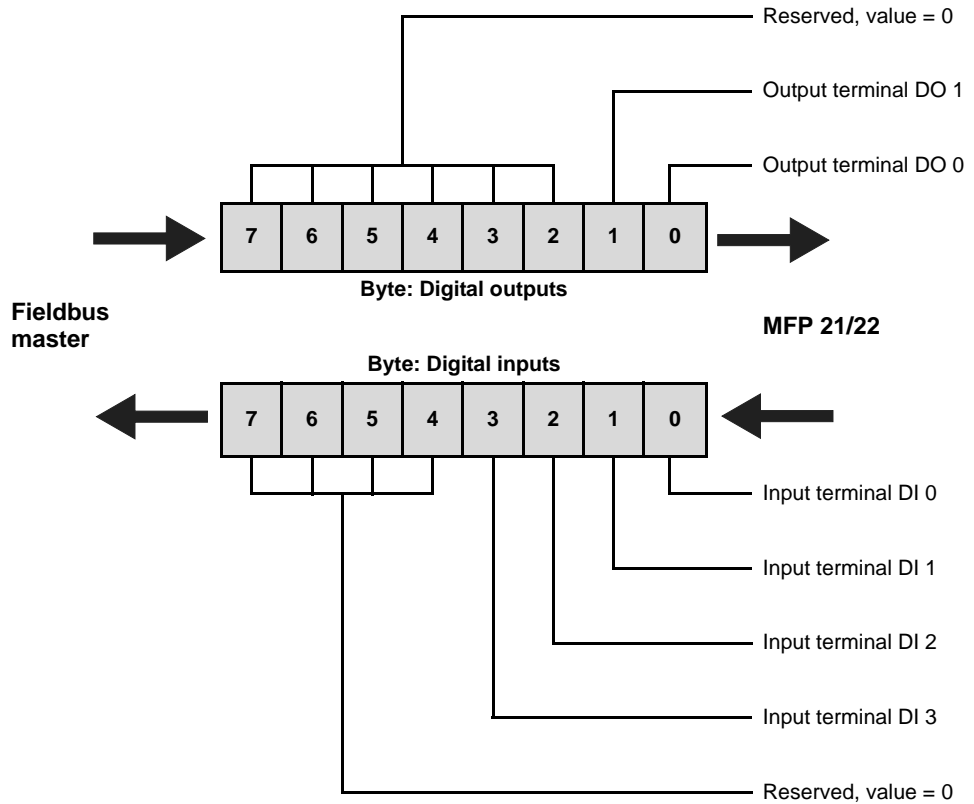 Reserved, value = 0
Output terminal DO 1
Output terminal DO 0
7 6 5 4 3 2 1 0
Byte: Digital outputs
Fieldbus
master
MFP 21/22
Byte: Digital inputs
7 6 5 4 3 2 1 0
Input terminal DI 0
Input terminal DI 1
Input terminal DI 2
Input terminal DI 3
Reserved, value = 0